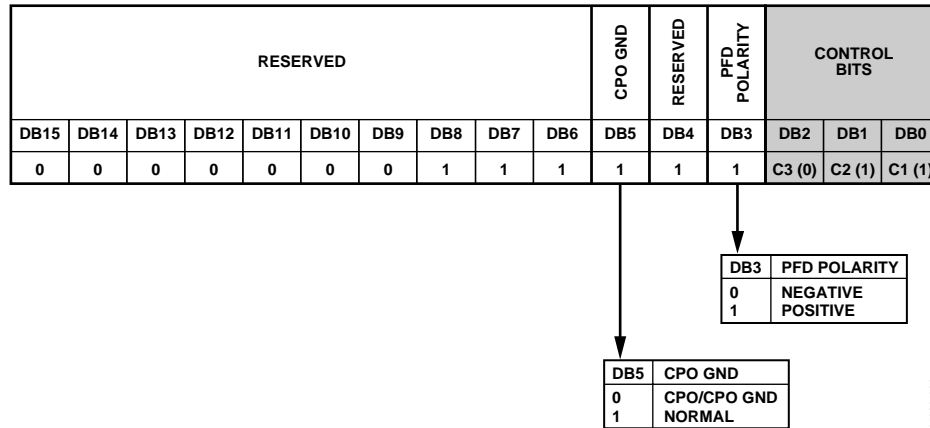 RESERVED
CPO GND
RESERVED
PFD
POLARITY
CONTROL
BITS
DB15 DB14 DB13 DB12 DB11 DB10 DB9 DB8 DB7 DB6 DB5 DB4 DB3 DB2 DB1 DB0
0 0 0 0 0 0 0 1 1 1 1 1 1 C3 (0) C2 (1) C1 (1)
DB3 PFD POLARITY
0 NEGATIVE
1 POSITIVE
DB5 CPO GND
0 CPO/CPO GND
1 NORMAL